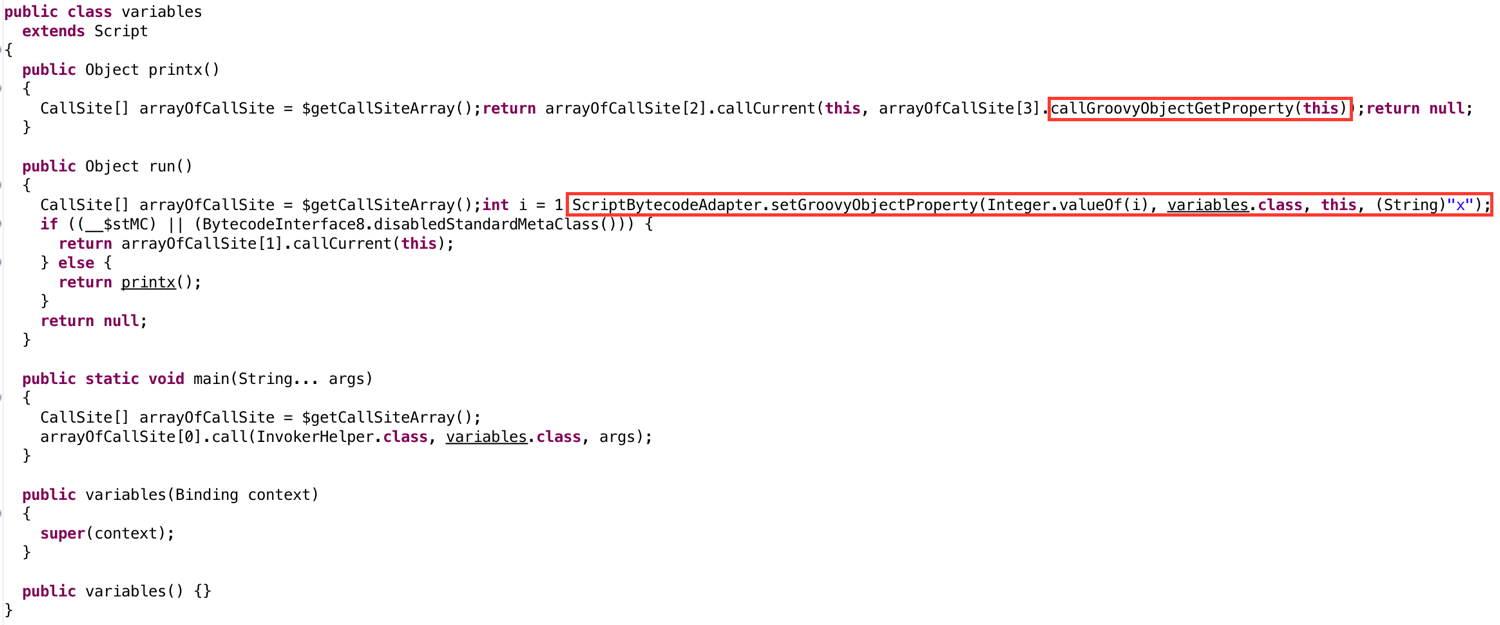 public class variables
extends Script
{
public Object printx()
{
CallSite[] arrayOfCallSite = $getCallSiteArray();return arrayOfCallSite[2].callCurrent(this, arrayOfCallSite[3].callGroovyObjectGetProperty(this));return null;
}
public Object run()
{
CallSite[] arrayOfCallSite = $getCallSiteArray();int i = 1 ScriptBytecodeAdapter.setGroovyObjectProperty(Integer.valueOf(i), variables.class, this, (String)"x");
if ((__$stMC) || (BytecodeInterface8.disabledStandardMetaClass())) {
return arrayOfCallSite[1].callCurrent(this);
} else {
return printx();
}
return null;
}
public static void main(String... args)
{
CallSite[] arrayOfCallSite = $getCallSiteArray();
arrayOfCallSite[0].call(InvokerHelper.class, variables.class, args);
}
public variables(Binding context)
{
super(context);
}
public variables() {}
}